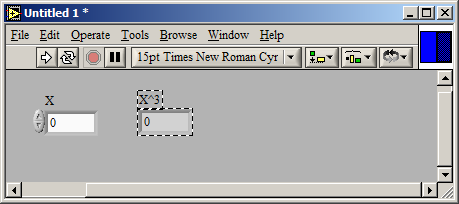 Untitled 1 *
File Edit Operate Tools Browse Window Help
15pt Times New Roman Cyr
X X^3
0 0